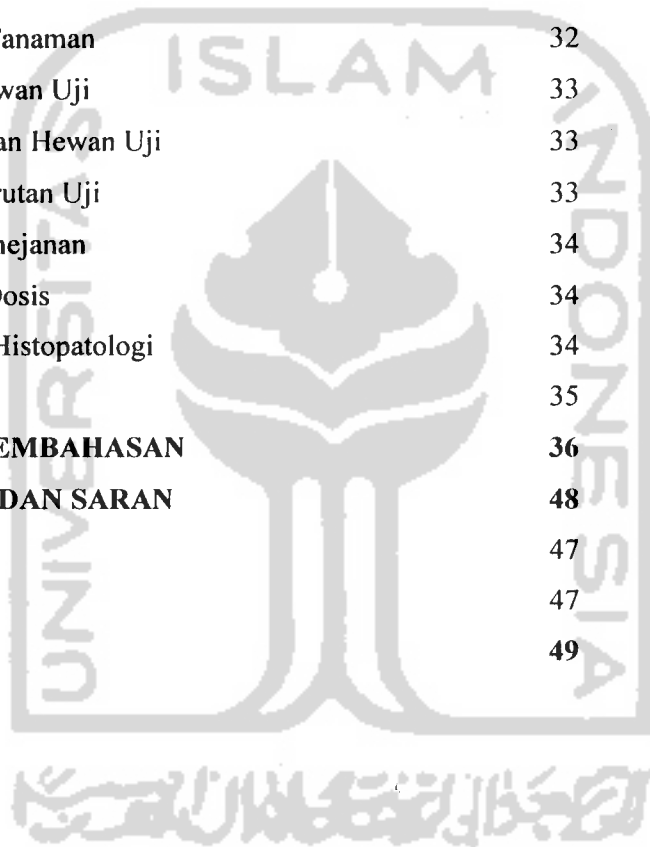 Tanaman 32
wan Uji 33
an Hewan Uji 33
rutan Uji 33
nejanan 34
Dosis 34
Histopatologi 34
35
EMBAHASAN 36
DAN SARAN 48
47
47
49
UNIVERSITAS
ISLAM
INDONESIA